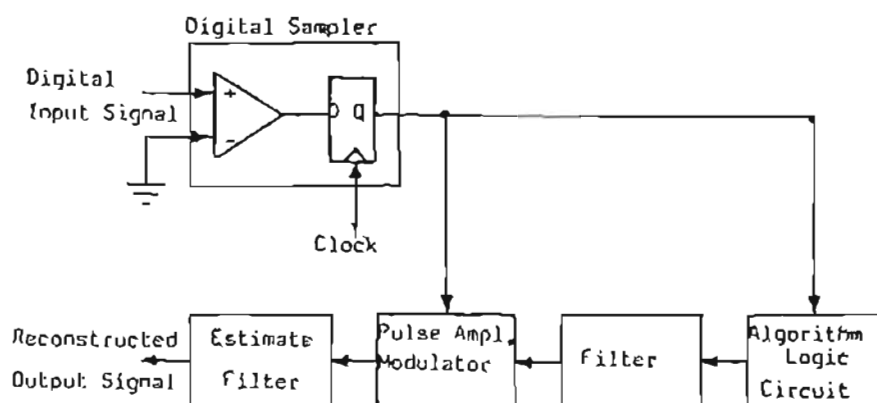 Digital Sampler
Digital
Input Signal
+
-
D Q
Clock
Reconstructed
Output Signal
Estimate
Filter
Pulse Ampl.
Modulator
Filter
Algorithm
Logic
Circuit